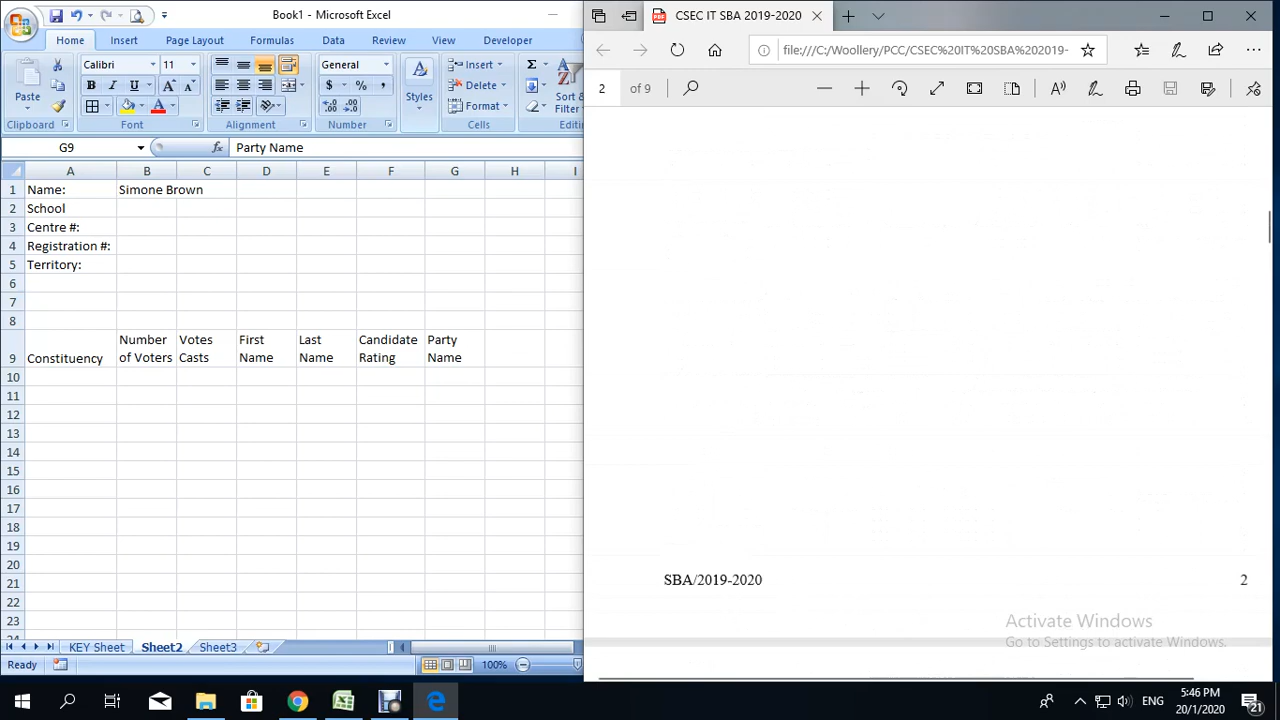 Book1 - Microsoft Excel
Home Insert Page Layout Formulas Data Review View Developer
Paste
Calibri 11
B I U A A
A
General
$ % ,
Styles
Insert
Delete
Format
Σ
Sort &
Clipboard Font Alignment Number Cells Editin
G9 fx Party Name
A B C D E F G H I
1 Name: Simone Brown
2 School
3 Centre #:
4 Registration #:
5 Territory:
6
7
8
Number Votes First Last Candidate Party
9 Constituency of Voters Casts Name Name Rating Name
10
11
12
13
14
15
16
17
18
19
20
21
22
23
24
KEY Sheet Sheet2 Sheet3
Ready 100%
PDF CSEC IT SBA 2019-2020
file:///C:/Woollery/PCC/CSEC%20IT%20SBA%202019-
2 of 9
SBA/2019-2020 2
Activate Windows
Go to Settings to activate Windows.
ENG
5:46 PM
20/1/2020
21